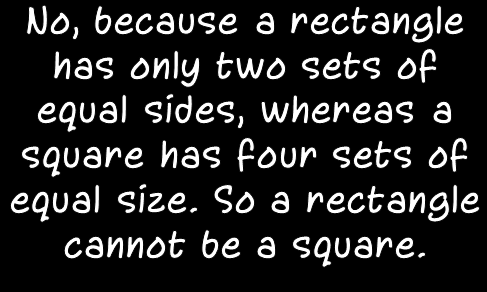 No, because a rectangle
has only two sets of
equal sides, whereas a
square has four sets of
equal size. So a rectangle
cannot be a square.